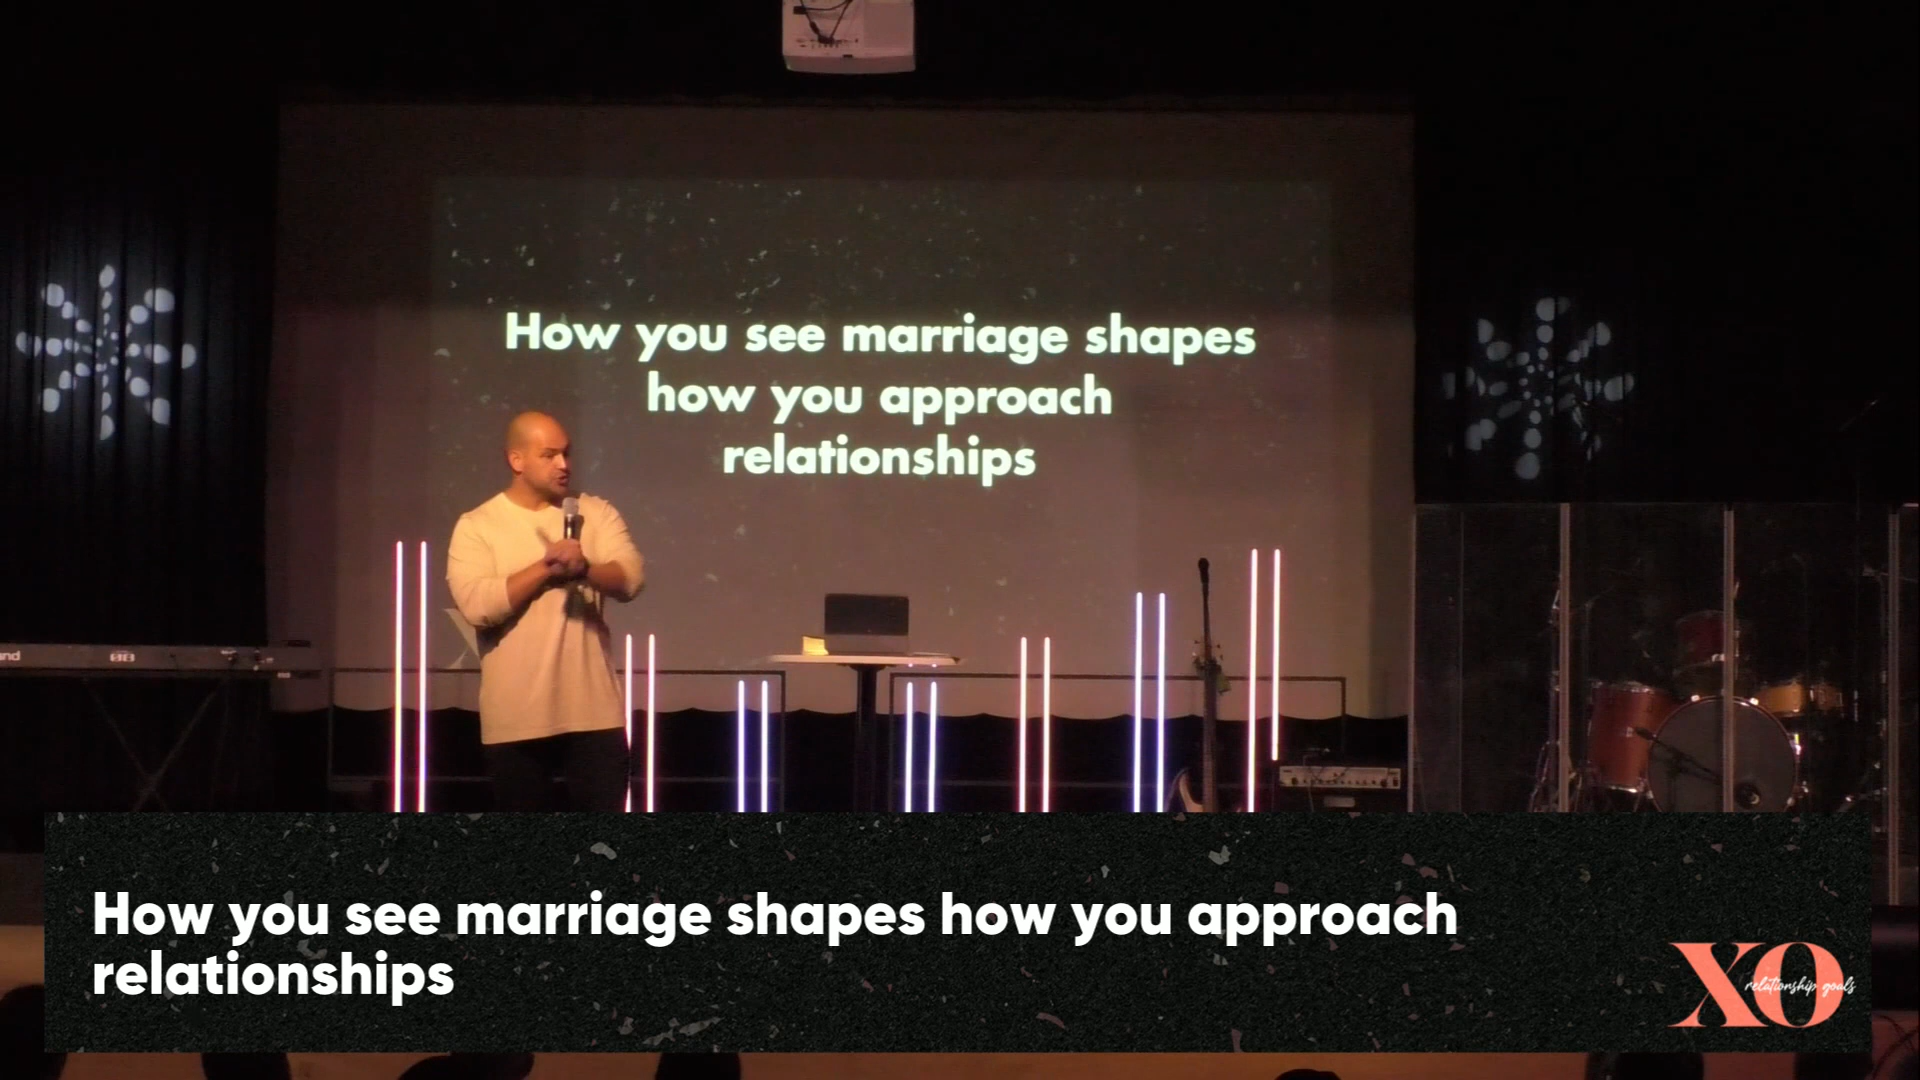 How you see marriage shapes
how you approach
relationships
How you see marriage shapes how you approach
relationships
XO
relationship goals